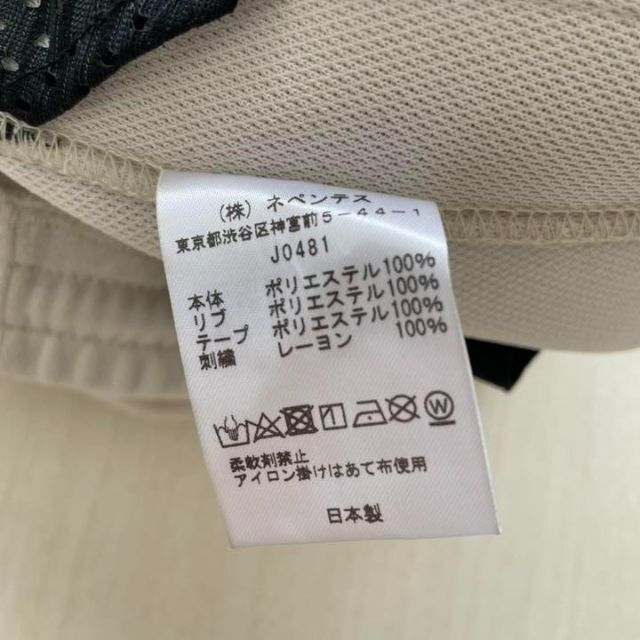 (株) ネペンテス
東京都渋谷区神宮前5-44-1
J0481
本体 ポリエステル100%
リブ ポリエステル100%
テープ ポリエステル100%
刺繍 レーヨン 100%
W
柔軟剤禁止
アイロン掛けはあて布使用
日本製